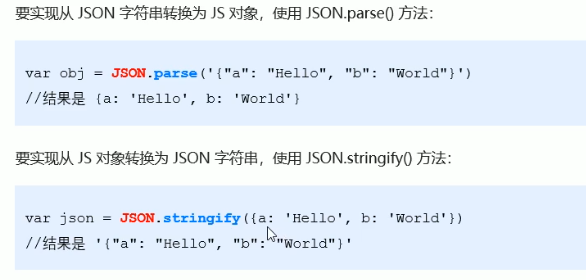 要实现从 JSON 字符串转换为 JS 对象，使用 JSON.parse() 方法：
var obj = JSON.parse('{"a": "Hello", "b": "World"}')
//结果是 {a: 'Hello', b: 'World'}
要实现从 JS 对象转换为 JSON 字符串，使用 JSON.stringify() 方法：
var json = JSON.stringify({a: 'Hello', b: 'World'})
//结果是 '{"a": "Hello", "b": "World"}'